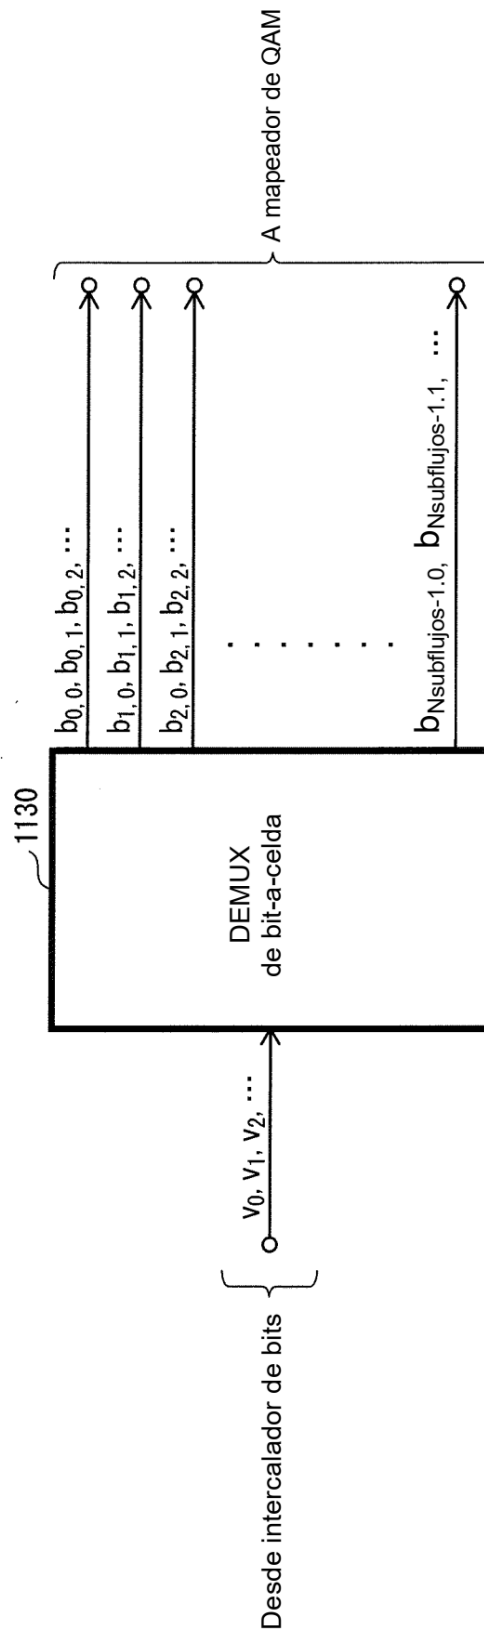 Desde intercalador de bits
v0, v1, v2, ...
1130
DEMUX
de bit-a-celda
b0, 0, b0, 1, b0, 2, ...
b1, 0, b1, 1, b1, 2, ...
b2, 0, b2, 1, b2, 2, ...
. . . . . . .
bNsubflujos-1.0, bNsubflujos-1.1, ...
A mapeador de QAM